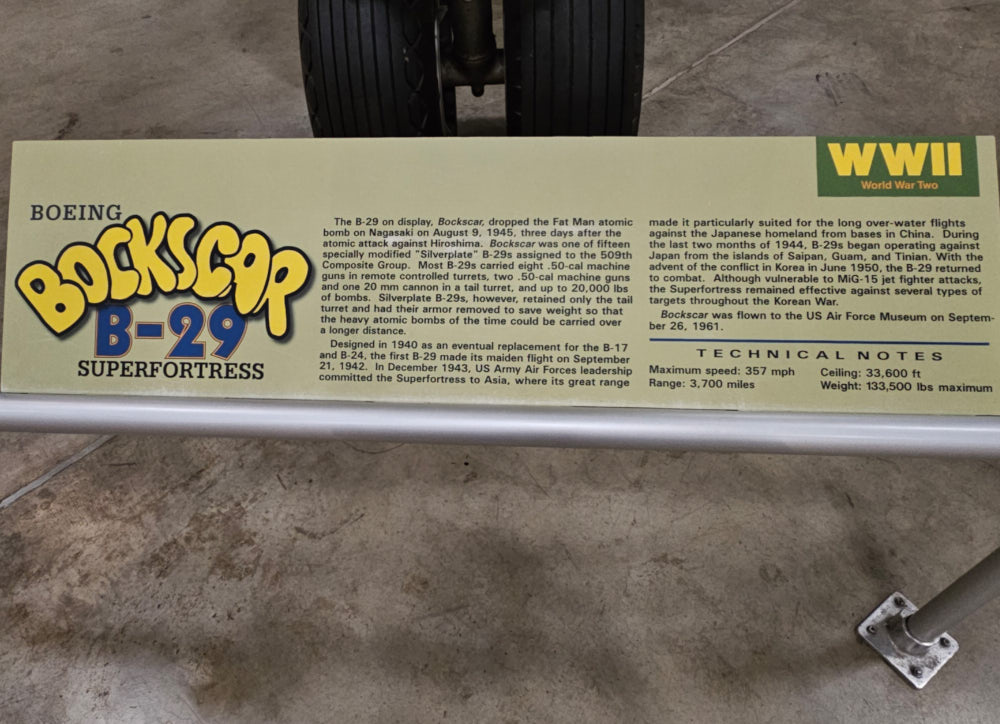 BOEING
BOCKSCAR
B-29
SUPERFORTRESS
The B-29 on display, Bockscar, dropped the Fat Man atomic
bomb on Nagasaki on August 9, 1945, three days after the
atomic attack against Hiroshima. Bockscar was one of fifteen
specially modified "Silverplate" B-29s assigned to the 509th
Composite Group. Most B-29s carried eight .50-cal machine
guns in remote controlled turrets, two .50-cal machine guns
and one 20 mm cannon in a tail turret, and up to 20,000 lbs
of bombs. Silverplate B-29s, however, retained only the tail
turret and had their armor removed to save weight so that
the heavy atomic bombs of the time could be carried over
a longer distance.
Designed in 1940 as an eventual replacement for the B-17
and B-24, the first B-29 made its maiden flight on September
21, 1942. In December 1943, US Army Air Forces leadership
committed the Superfortress to Asia, where its great range
WWII
World War Two
made it particularly suited for the long over-water flights
against the Japanese homeland from bases in China. During
the last two months of 1944, B-29s began operating against
Japan from the islands of Saipan, Guam, and Tinian. With the
advent of the conflict in Korea in June 1950, the B-29 returned
to combat. Although vulnerable to MiG-15 jet fighter attacks,
the Superfortress remained effective against several types of
targets throughout the Korean War.
Bockscar was flown to the US Air Force Museum on Septem-
ber 26, 1961.
TECHNICAL NOTES
Maximum speed: 357 mph
Range: 3,700 miles
Ceiling: 33,600 ft
Weight: 133,500 lbs maximum